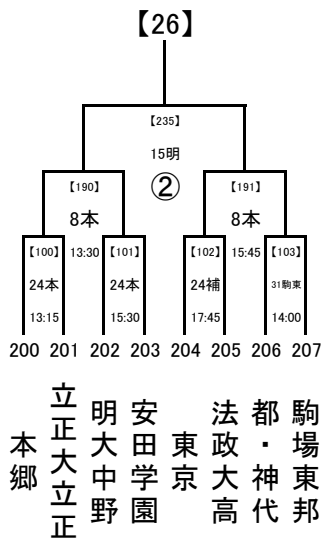 【26】
【235】
15明
②
【190】 【191】
8本 8本
【100】 13:30 【101】 【102】 15:45 【103】
24本 24本 24補 31駒東
13:15 15:30 17:45 14:00
200 201 202 203 204 205 206 207
本郷
立正大立正
明大中野
安田学園
東京
法政大高
都・神代
駒場東邦